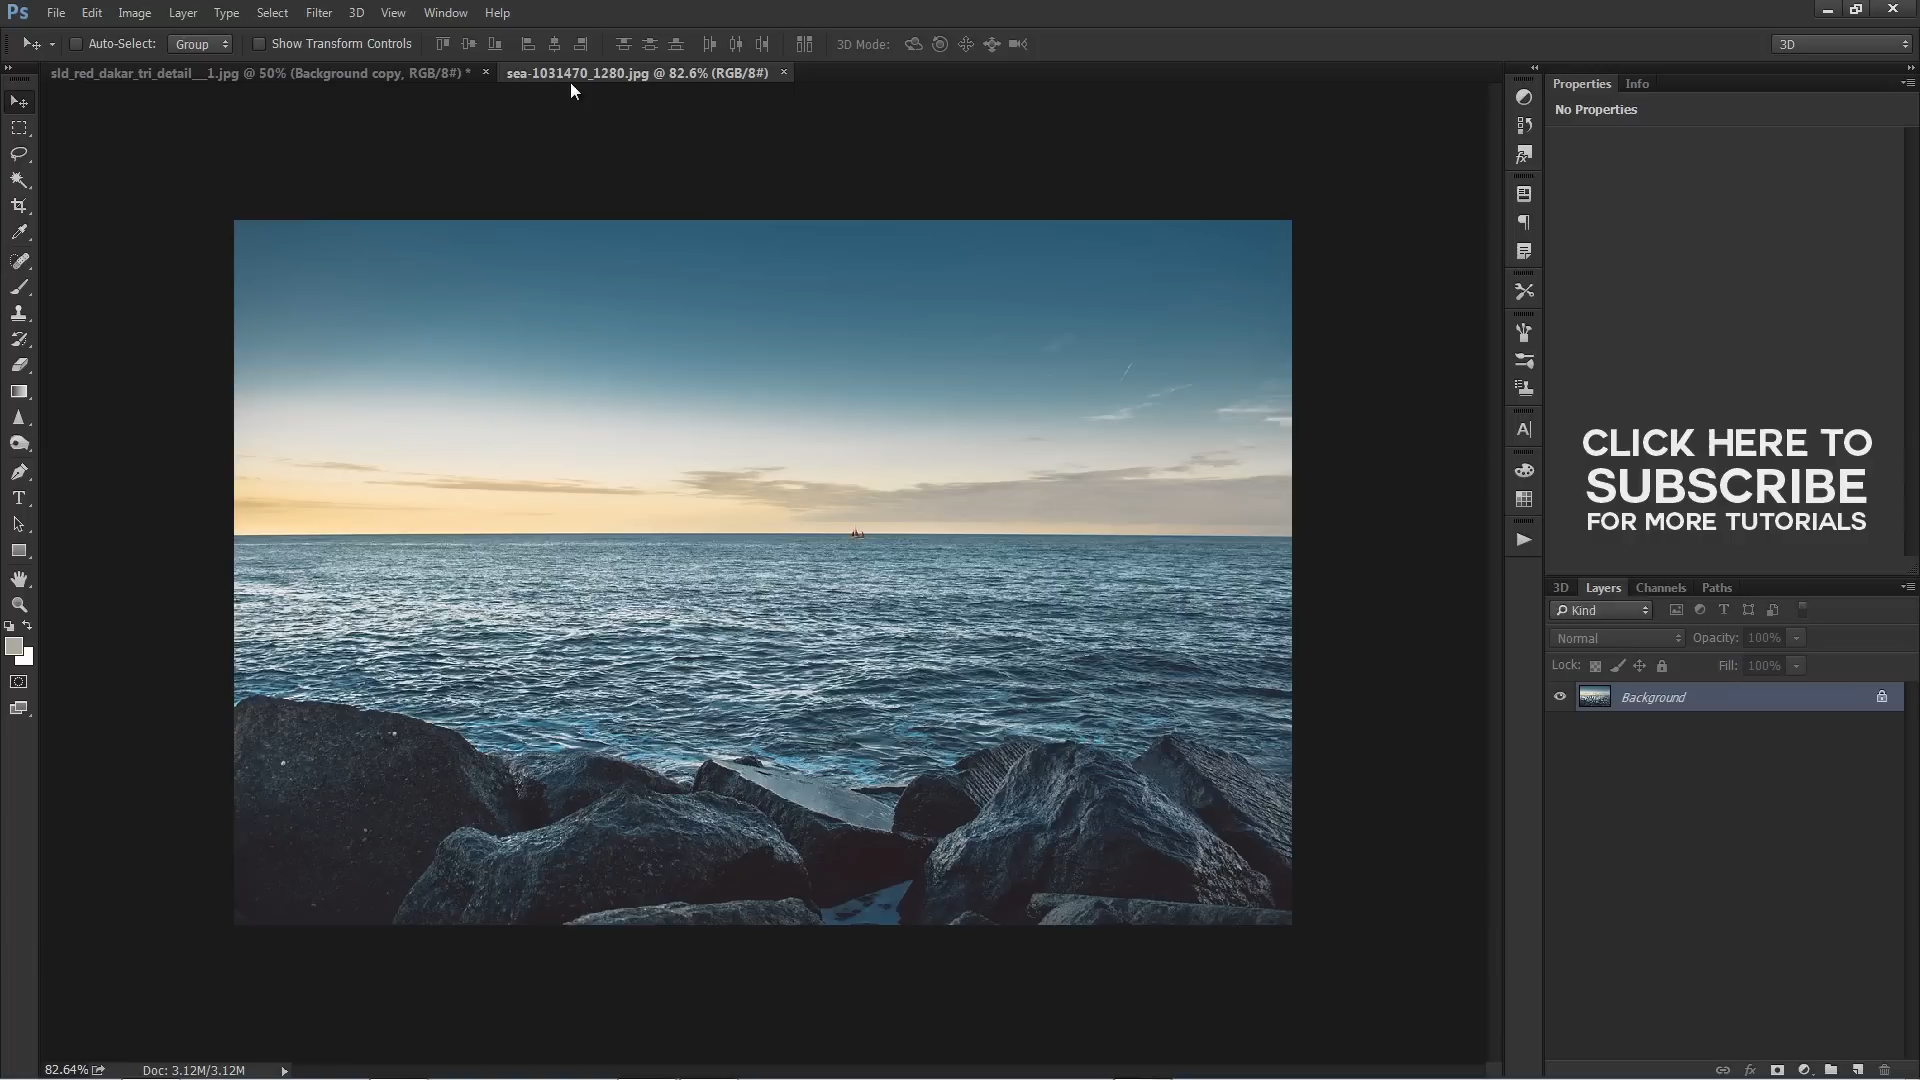 Ps File Edit Image Layer Type Select Filter 3D View Window Help
Auto-Select: Group Show Transform Controls 3D Mode: 3D
sld_red_dakar_tri_detail__1.jpg @ 50% (Background copy, RGB/8#) * × sea-1031470_1280.jpg @ 82.6% (RGB/8#) ×
Properties Info
No Properties
CLICK HERE TO
SUBSCRIBE
FOR MORE TUTORIALS
3D Layers Channels Paths
Kind
Normal Opacity: 100%
Lock: Fill: 100%
Background
82.64% Doc: 3.12M/3.12M